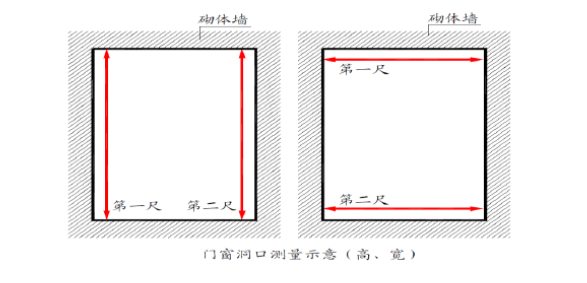 砌体墙
砌体墙
第一尺
第一尺 第二尺
第二尺
门窗洞口测量示意（高、宽）